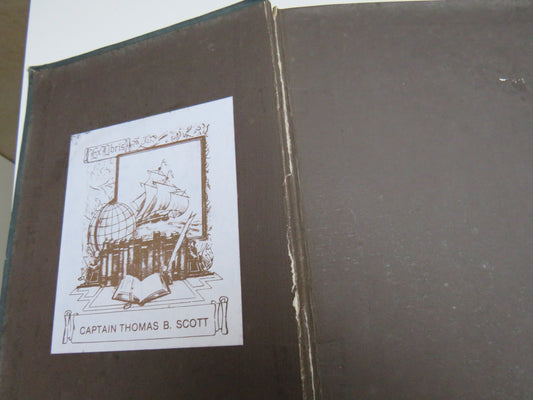 Ex Libris
CAPTAIN THOMAS B. SCOTT